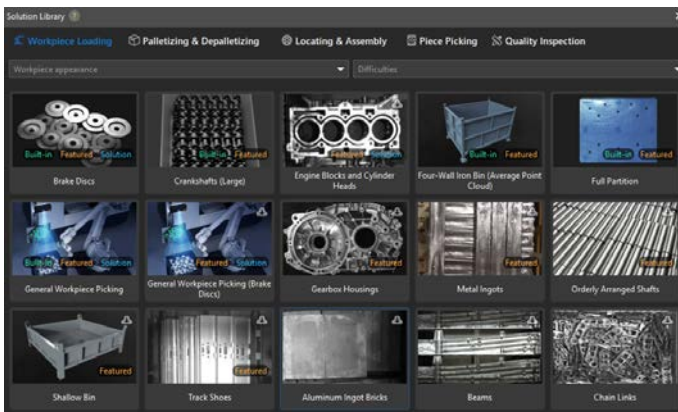 Solution Library ?
Workpiece Loading Palletizing & Depalletizing Locating & Assembly Piece Picking Quality Inspection
Workpiece appearance Difficulties
Built-in Featured Solution
Built-in Featured
Featured Solution
Built-in Featured
Built-in Featured
Brake Discs
Crankshafts (Large)
Engine Blocks and Cylinder
Heads
Four-Wall Iron Bin (Average Point
Cloud)
Full Partition
Built-in Featured Solution
Built-in Featured Solution
Featured
Featured
Featured
General Workpiece Picking
General Workpiece Picking (Brake
Discs)
Gearbox Housings
Metal Ingots
Orderly Arranged Shafts
Featured
Featured
Shallow Bin
Track Shoes
Aluminum Ingot Bricks
Beams
Chain Links